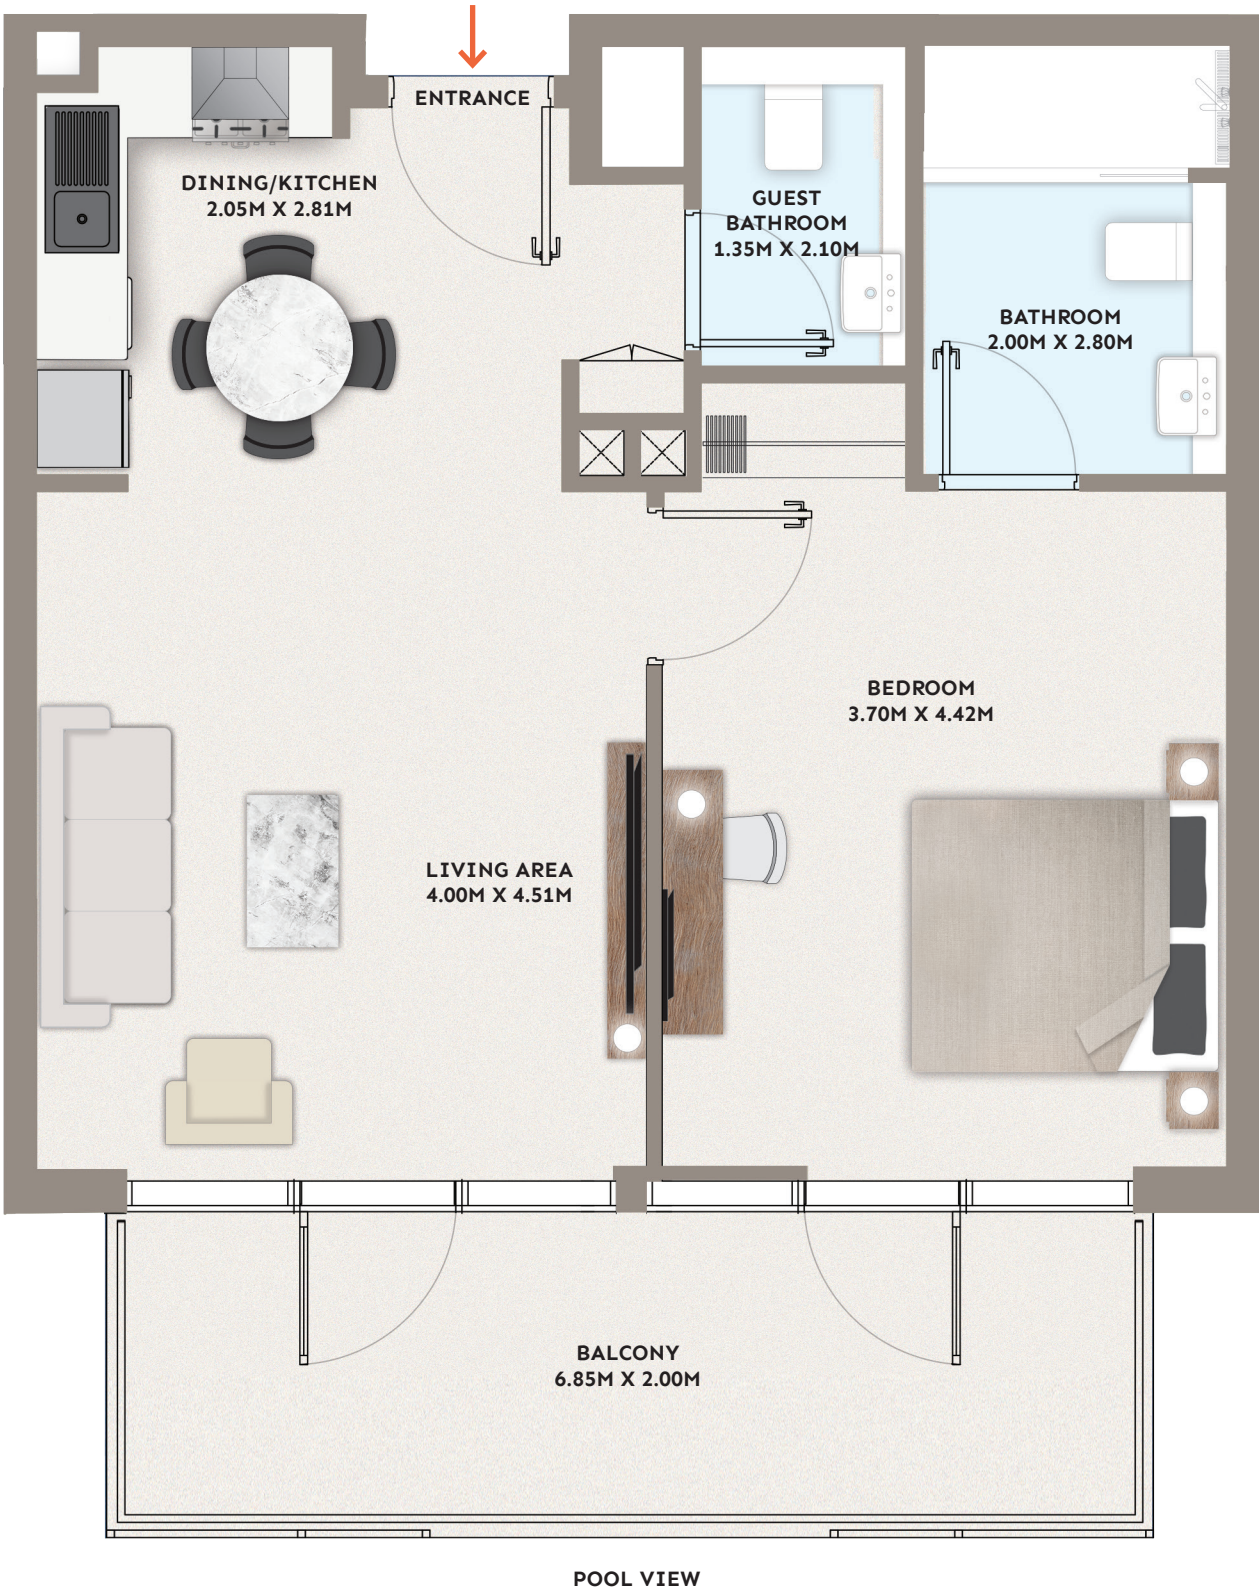 ENTRANCE
DINING/KITCHEN
2.05M X 2.81M
GUEST
BATHROOM
1.35M X 2.10M
BATHROOM
2.00M X 2.80M
BEDROOM
3.70M X 4.42M
LIVING AREA
4.00M X 4.51M
BALCONY
6.85M X 2.00M
POOL VIEW